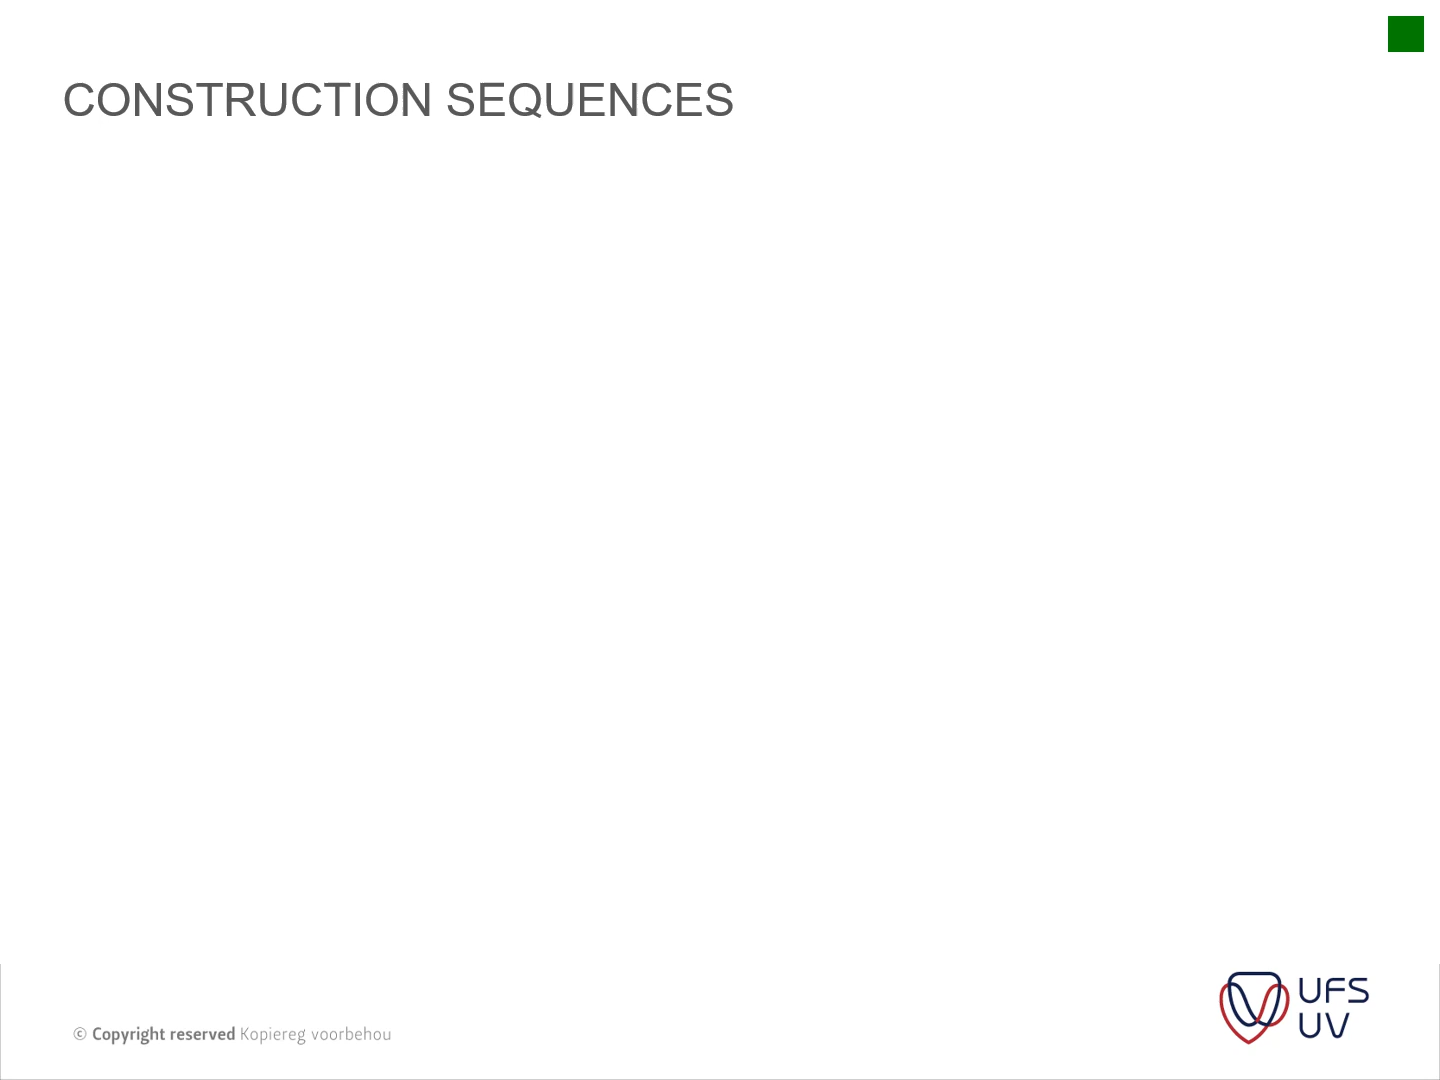 CONSTRUCTION SEQUENCES
UFS
UV
© Copyright reserved Kopiereg voorbehou